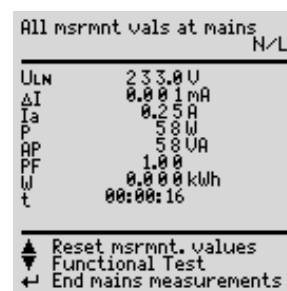 All msrmnt vals at mains
N/L
ULN 233.0 V
ΔI 0.001 mA
Ia 0.25 A
P 58 W
AP 58 VA
PF 1.00
W 0.000 kWh
t 00:00:16
▲ Reset msrmnt. values
▼ Functional Test
↵ End mains measurements